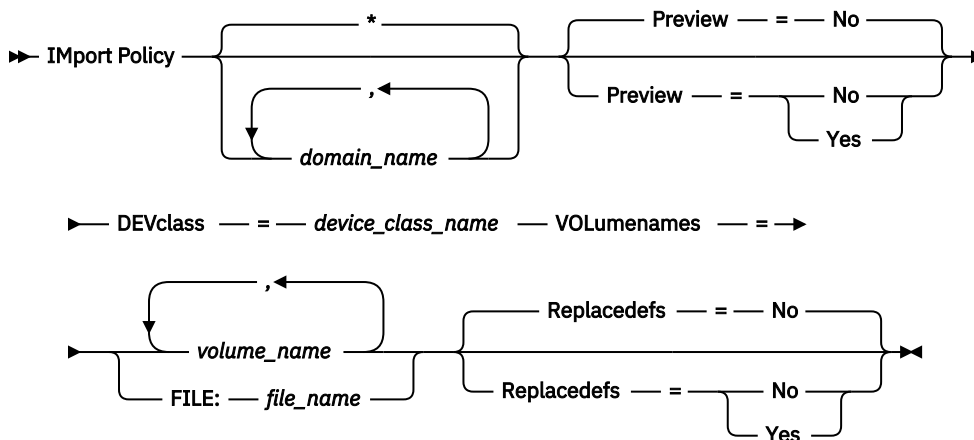 *
Preview = No
IMport Policy
,
Preview = No
domain_name
Yes
DEVclass = device_class_name VOLumenames =
,
Replacedefs = No
volume_name
Replacedefs = No
FILE: file_name
Yes